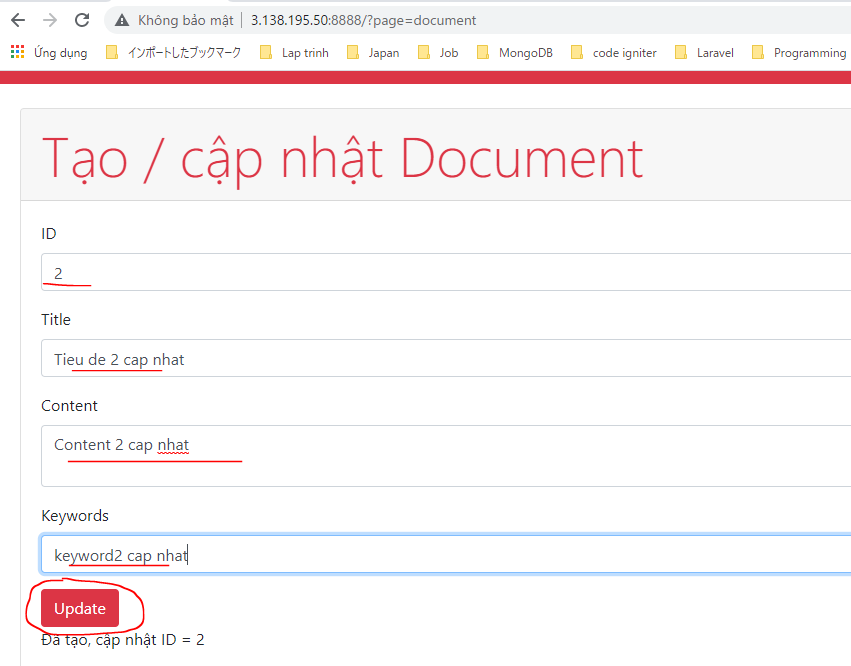 Không bảo mật 3.138.195.50:8888/?page=document
Ứng dụng インポートしたブックマーク Lap trinh Japan Job MongoDB code igniter Laravel Programming
Tạo / cập nhật Document
ID
2
Title
Tieu de 2 cap nhat
Content
Content 2 cap nhat
Keywords
keyword2 cap nhat
Update
Đã tạo, cập nhật ID = 2